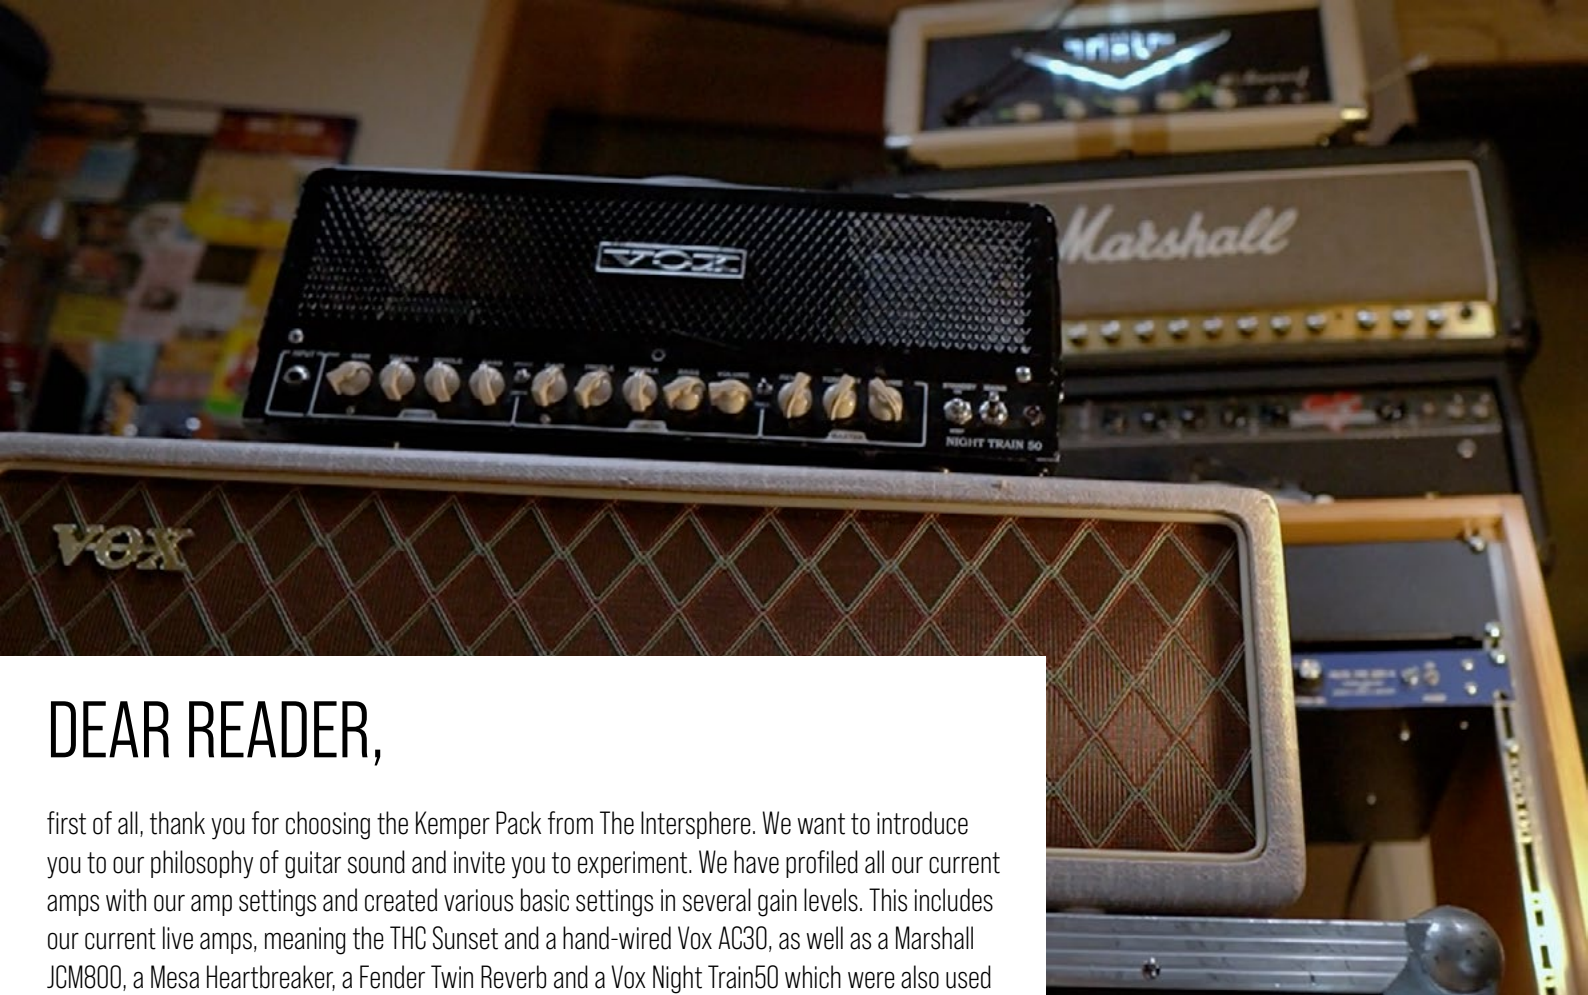 VOX
Marshall
INPUT
STANDBY
NIGHT TRAIN 50
VOX
DEAR READER,
first of all, thank you for choosing the Kemper Pack from The Intersphere. We want to introduce
you to our philosophy of guitar sound and invite you to experiment. We have profiled all our current
amps with our amp settings and created various basic settings in several gain levels. This includes
our current live amps, meaning the THC Sunset and a hand-wired Vox AC30, as well as a Marshall
JCM800, a Mesa Heartbreaker, a Fender Twin Reverb and a Vox Night Train50 which were also used